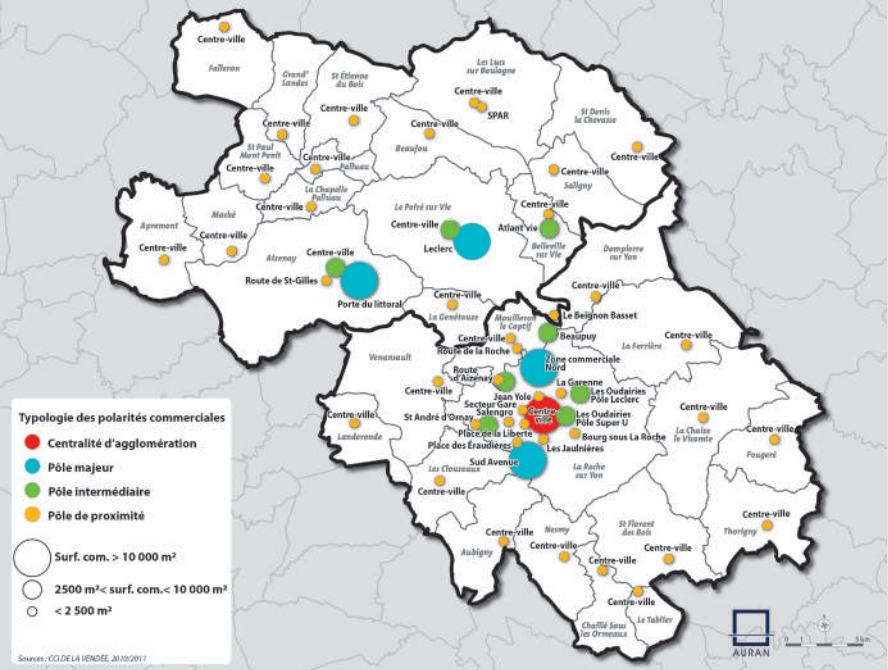 Centre-ville
Falleron
Grand'
Landes
St Étienne
du Bois
Centre-ville
Les Lucs
sur Boulogne
Centre-ville
SPAR
St Denis
la Chevasse
Centre-ville
Centre-ville
St Paul
Mont Penit
Centre-ville
Centre-ville
Palluau
Centre-ville
Beaufou
Centre-ville
Saligny
La Chapelle
Palluau
Centre-ville
Apremont
Centre-ville
Maché
Centre-ville
Le Poiré sur Vie
Centre-ville
Leclerc
Centre-ville
Atlant'vie
Belleville
sur Vie
Aizenay
Centre-ville
Route de St-Gilles
Porte du littoral
Dompierre
sur Yon
Centre-ville
Centre-ville
La Genétouze
Mouilleron
le Captif
Le Beignon Basset
Beaupuy
Centre-ville
Route de la Roche
La Ferrière
Centre-ville
Venansault
Centre-ville
Zone commerciale
Nord
Route
d'Aizenay
La Garenne
Les Oudairies
Pôle Leclerc
Jean Yole
Secteur Gare
Salengro
St André d'Ornay
Centre-
ville
Les Oudairies
Pôle Super U
Place de la Liberte
Bourg sous La Roche
Place des Éraudières
Les Jaulnières
Sud Avenue
La Roche
sur Yon
Centre-ville
Landeronde
Centre-ville
La Chaize
le Vicomte
Centre-ville
Fougeré
Les Clouzeaux
Centre-ville
Centre-ville
Aubigny
Nesmy
Centre-ville
St Florent
des Bois
Centre-ville
Centre-ville
Centre-ville
Thorigny
Centre-ville
Chaillé Sous
les Ormeaux
Le Tablier
Typologie des polarités commerciales
Centralité d'agglomération
Pôle majeur
Pôle intermédiaire
Pôle de proximité
Surf. com. > 10 000 m²
2500 m²< surf. com.< 10 000 m²
< 2 500 m²
Sources : CCI DE LA VENDÉE, 2010/2011
AURAN
0 1 5 km